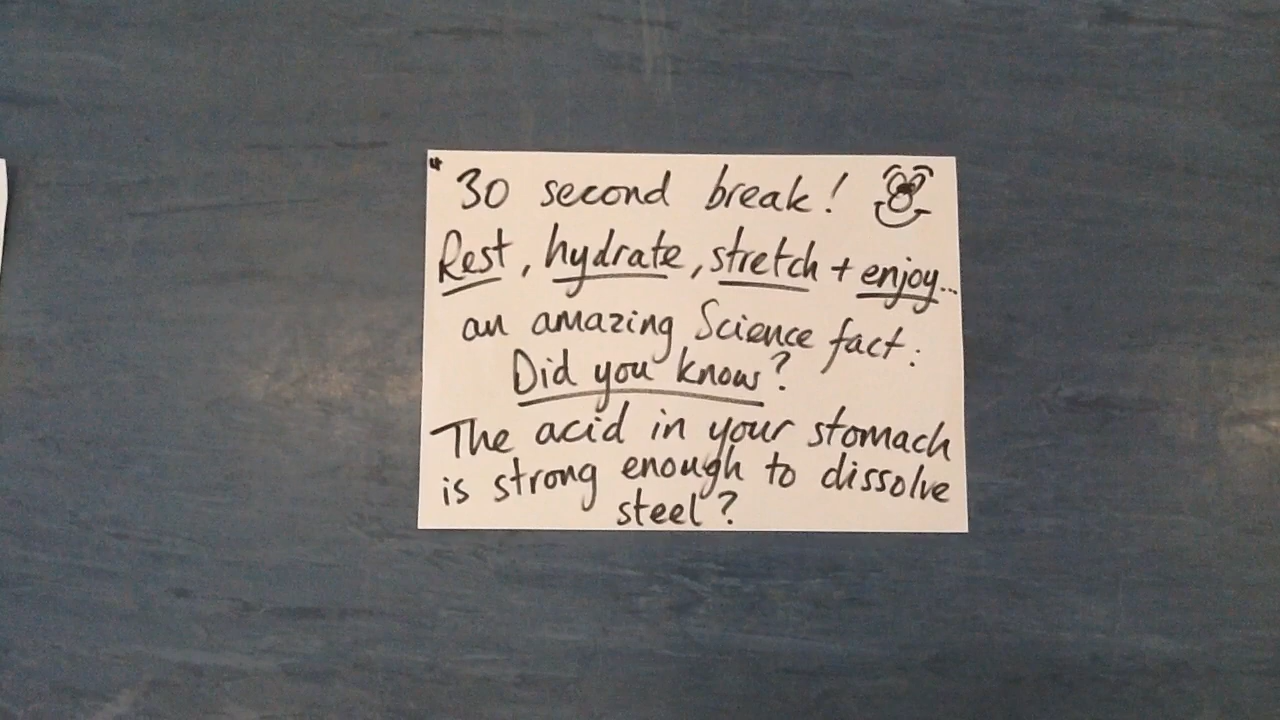 30 second break!
Rest, hydrate, stretch + enjoy...
an amazing Science fact:
Did you know?
The acid in your stomach
is strong enough to dissolve
steel?